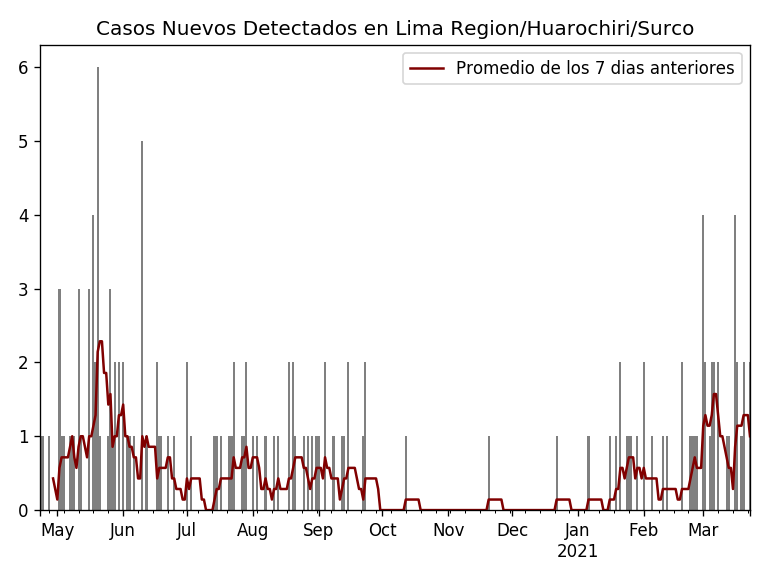 Casos Nuevos Detectados en Lima Region/Huarochiri/Surco
Promedio de los 7 dias anteriores
6
5
4
3
2
1
0
May Jun Jul Aug Sep Oct Nov Dec Jan Feb Mar
2021